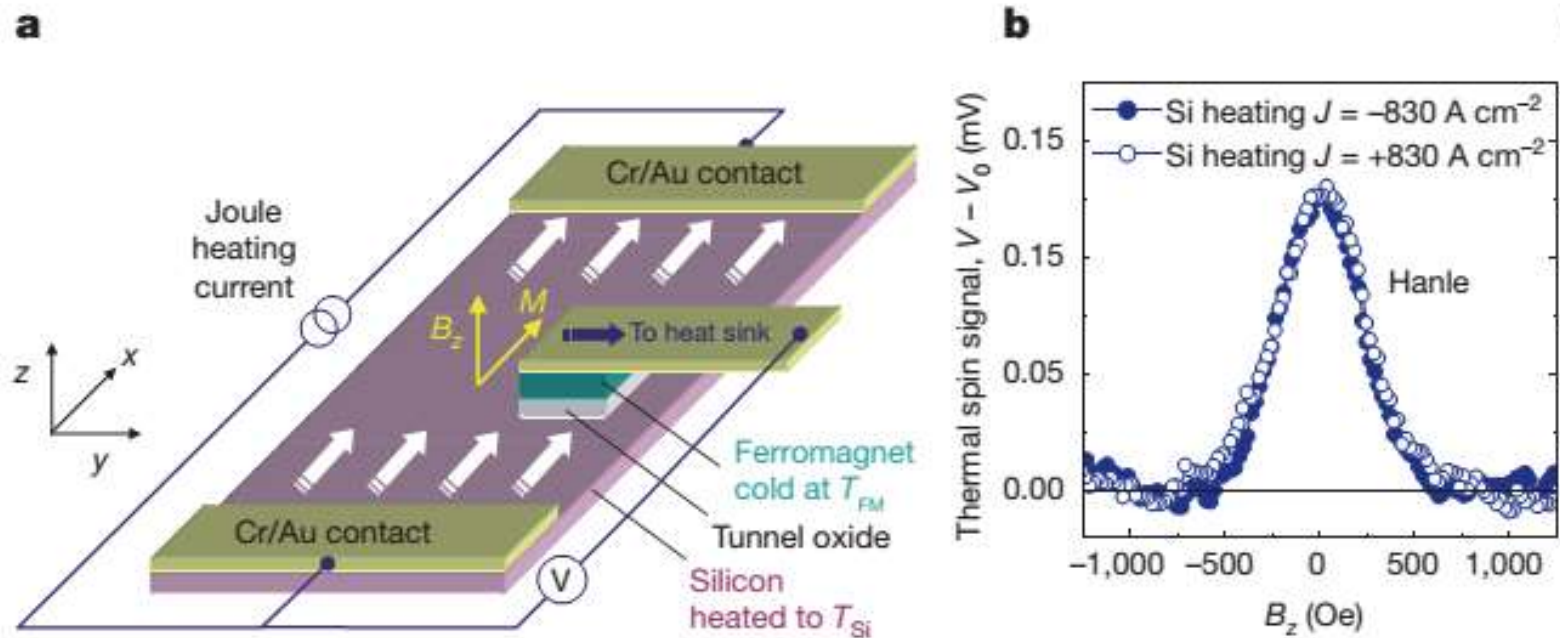 a
Joule
heating
current
Cr/Au contact
M
B_z
To heat sink
z
x
y
Ferromagnet
cold at T_FM
Tunnel oxide
Silicon
heated to T_Si
Cr/Au contact
V
b
Thermal spin signal, V – V_0 (mV)
Si heating J = –830 A cm^–2
Si heating J = +830 A cm^–2
0.15
0.15
0.05
0.00
Hanle
–1,000
–500
0
500
1,000
B_z (Oe)